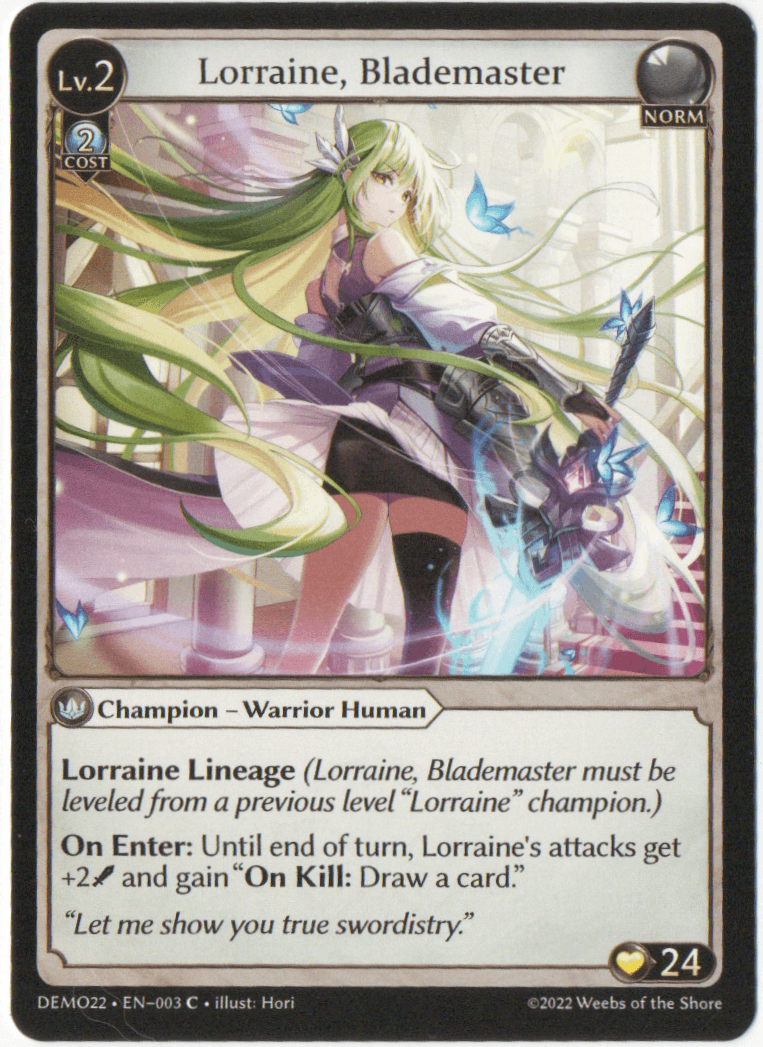 Lv.2
Lorraine, Blademaster
NORM
2
COST
Champion – Warrior Human
Lorraine Lineage (Lorraine, Blademaster must be
leveled from a previous level “Lorraine” champion.)
On Enter: Until end of turn, Lorraine's attacks get
+2 and gain “On Kill: Draw a card.”
“Let me show you true swordistry.”
24
DEMO22 • EN–003 C • illust: Hori
©2022 Weebs of the Shore